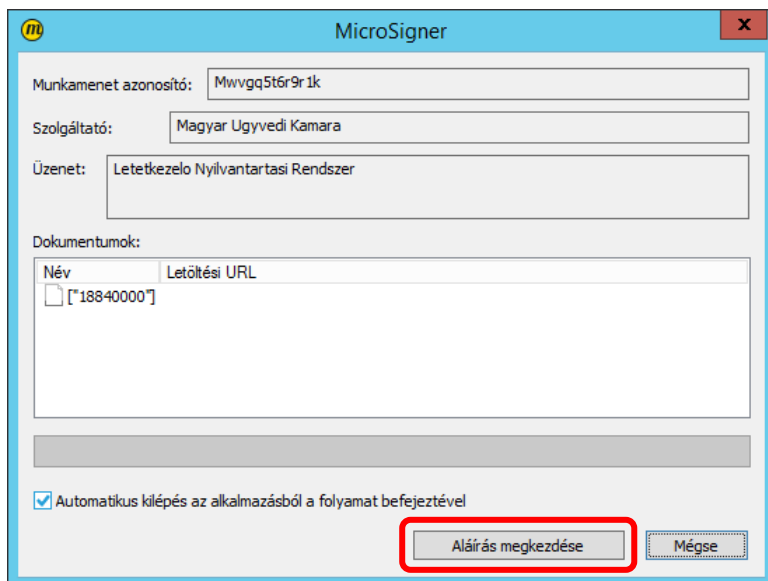 m
MicroSigner
x
Munkamenet azonosító: Mwvgq5t6r9r1k
Szolgáltató: Magyar Ugyvedi Kamara
Üzenet: Letetkezelo Nyilvantartasi Rendszer
Dokumentumok:
Név Letöltési URL
["18840000"]
Automatikus kilépés az alkalmazásból a folyamat befejeztével
Aláírás megkezdése Mégse